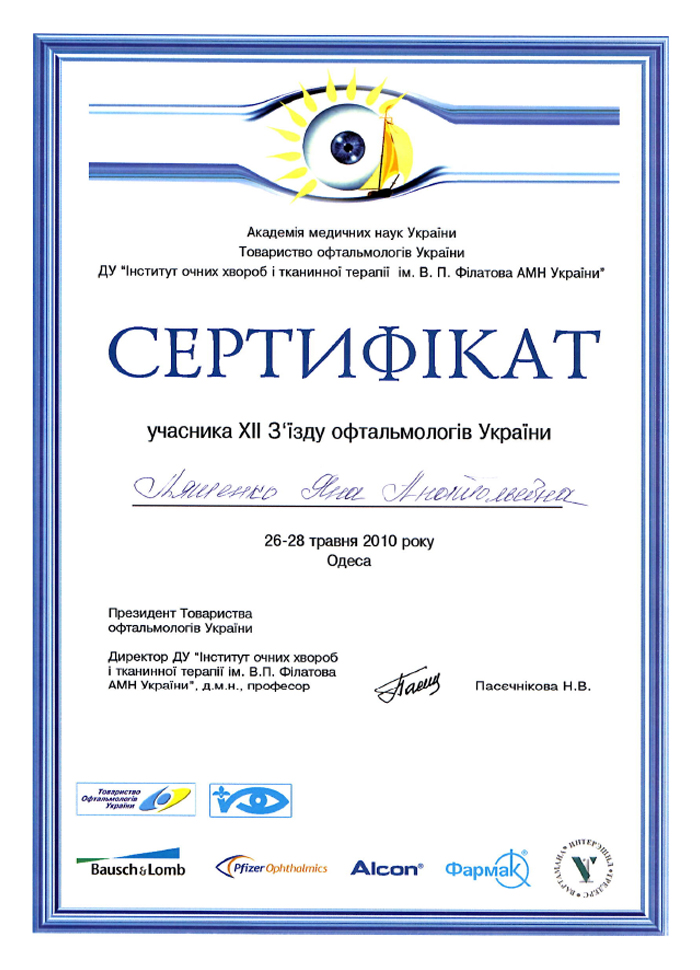 Академія медичних наук України
Товариство офтальмологів України
ДУ "Інститут очних хвороб і тканинної терапії ім. В. П. Філатова АМН України"
СЕРТИФІКАТ
учасника XII З‘їзду офтальмологів України
Ляшенко Яна Анатольевна
26-28 травня 2010 року
Одеса
Президент Товариства
офтальмологів України
Директор ДУ "Інститут очних хвороб
і тканинної терапії ім. В.П. Філатова
АМН України", д.м.н., професор
Пасєчнікова Н.В.
Товариство
Офтальмологів
України
Bausch & Lomb
Pfizer Ophthalmics
Alcon®
Фармак®
ВАРТАМАНА ИНТЕРЭШНЛ ТРЕДЕРС